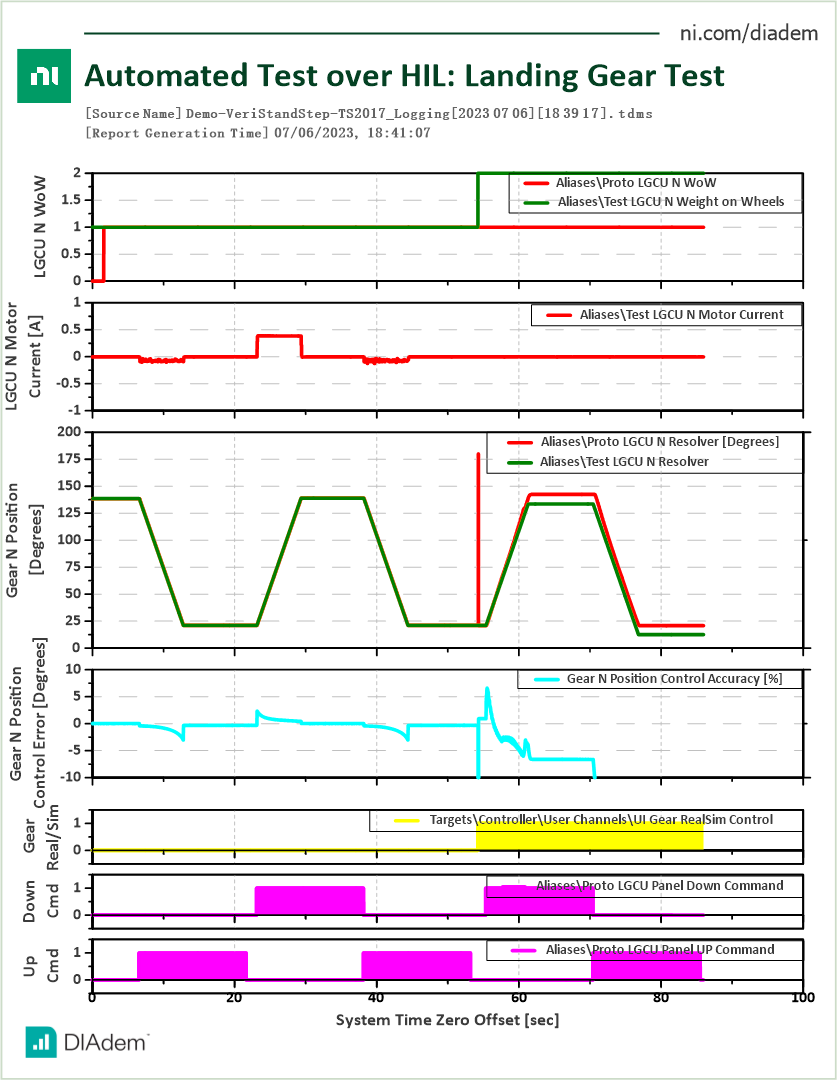 ni.com/diadem
ni
Automated Test over HIL: Landing Gear Test
[Source Name] Demo-VeriStandStep-TS2017_Logging[2023 07 06][18 39 17].tdms
[Report Generation Time] 07/06/2023, 18:41:07
LGCU N WoW
2
1.5
1
0.5
0
Aliases\Proto LGCU N WoW
Aliases\Test LGCU N Weight on Wheels
LGCU N Motor
Current [A]
1
0.5
0
-0.5
-1
Aliases\Test LGCU N Motor Current
Gear N Position
[Degrees]
200
175
150
125
100
75
50
25
0
Aliases\Proto LGCU N Resolver [Degrees]
Aliases\Test LGCU N Resolver
Gear N Position
Control Error [Degrees]
10
5
0
-5
-10
Gear N Position Control Accuracy [%]
Gear
Real/Sim
1
0
Targets\Controller\User Channels\UI Gear RealSim Control
Down
Cmd
1
0
Aliases\Proto LGCU Panel Down Command
Up
Cmd
1
0
Aliases\Proto LGCU Panel UP Command
0 20 40 60 80 100
System Time Zero Offset [sec]
DIAdem™